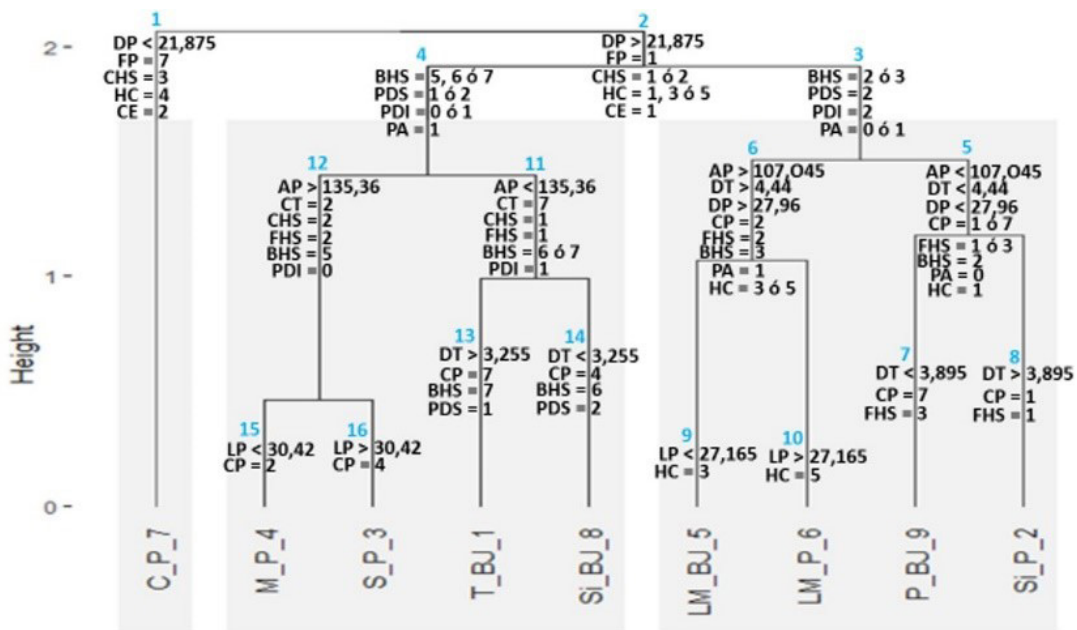 1
DP < 21,875
FP = 7
CHS = 3
HC = 4
CE = 2
2
DP > 21,875
FP = 1
CHS = 1 ó 2
HC = 1, 3 ó 5
CE = 1
4
BHS = 5, 6 ó 7
PDS = 1 ó 2
PDI = 0 ó 1
PA = 1
3
BHS = 2 ó 3
PDS = 2
PDI = 2
PA = 0 ó 1
12
AP > 135,36
CT = 2
CHS = 2
FHS = 2
BHS = 5
PDI = 0
11
AP < 135,36
CT = 7
CHS = 1
FHS = 1
BHS = 6 ó 7
PDI = 1
6
AP > 107,O45
DT > 4,44
DP > 27,96
CP = 2
FHS = 2
BHS = 3
PA = 1
HC = 3 ó 5
5
AP < 107,O45
DT < 4,44
DP < 27,96
CP = 1 ó 7
FHS = 1 ó 3
BHS = 2
PA = 0
HC = 1
15
LP < 30,42
CP = 2
16
LP > 30,42
CP = 4
13
DT > 3,255
CP = 7
BHS = 7
PDS = 1
14
DT < 3,255
CP = 4
BHS = 6
PDS = 2
9
LP < 27,165
HC = 3
10
LP > 27,165
HC = 5
7
DT < 3,895
CP = 7
FHS = 3
8
DT > 3,895
CP = 1
FHS = 1
Height
2
1
0
C_P_7
M_P_4
S_P_3
T_BJ_1
Si_BJ_8
LM_BJ_5
LM_P_6
P_BJ_9
Si_P_2